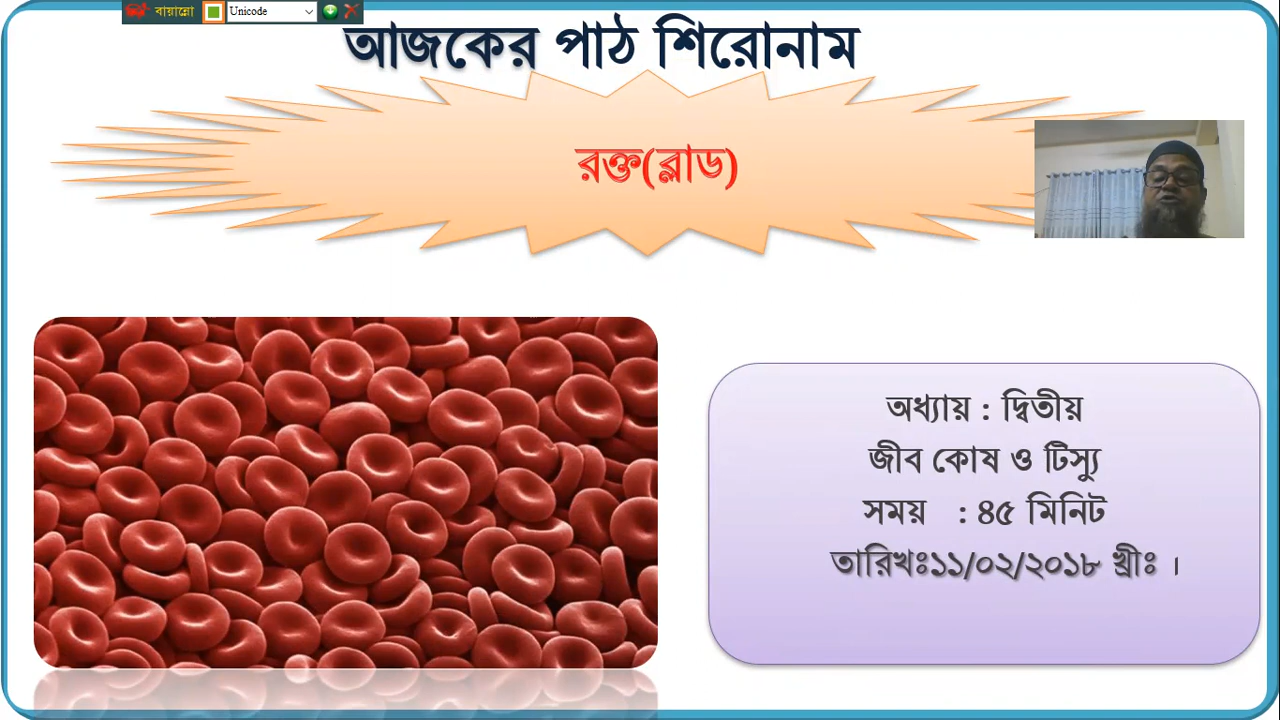 বায়ান্নো Unicode
আজকের পাঠ শিরোনাম
রক্ত(ব্লাড)
অধ্যায় : দ্বিতীয়
জীব কোষ ও টিস্যু
সময় : ৪৫ মিনিট
তারিখঃ১১/০২/২০১৮ খ্রীঃ ।